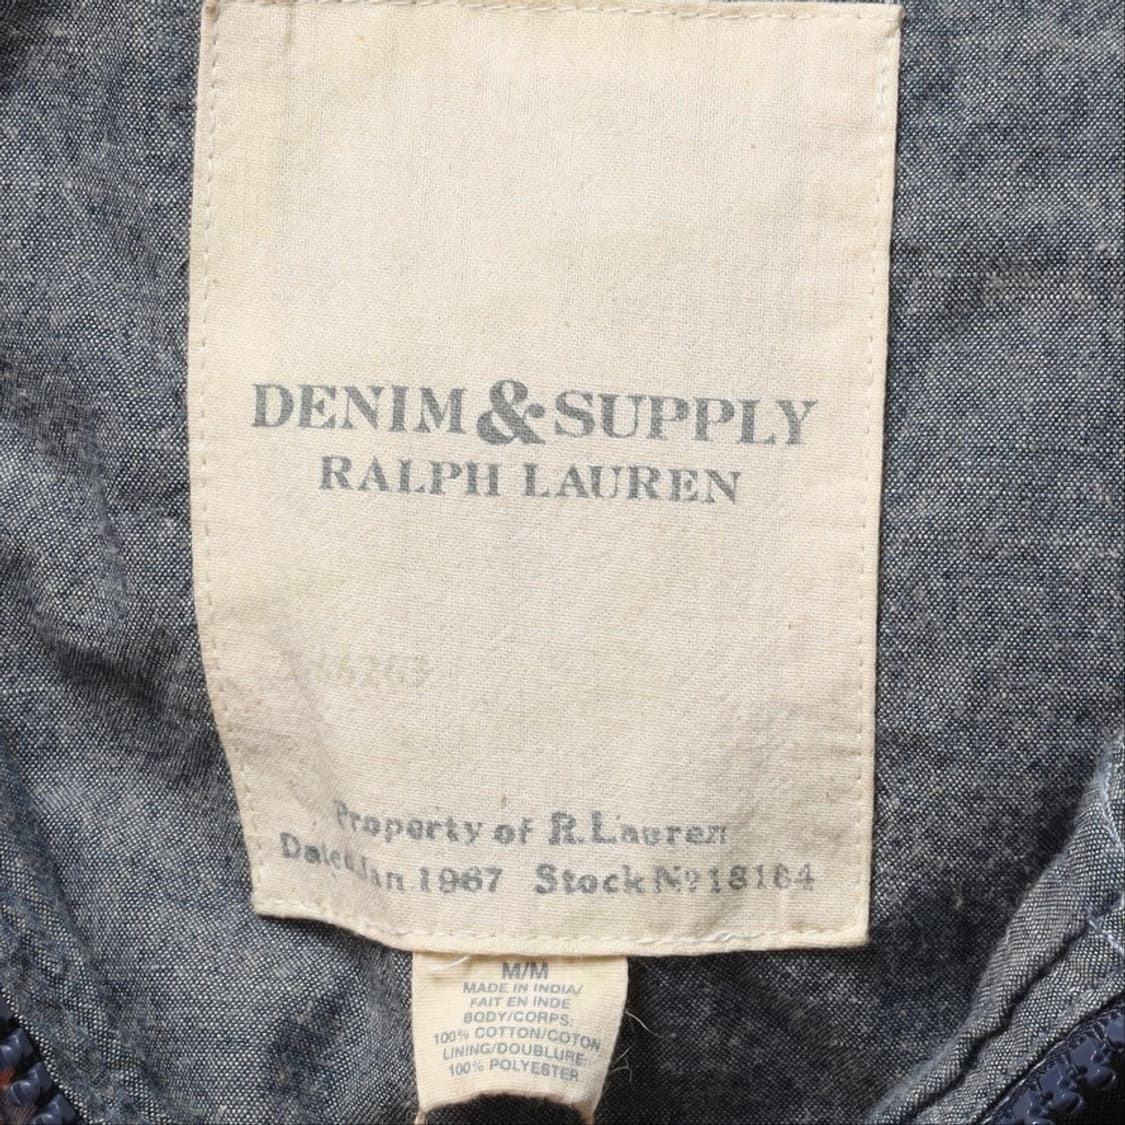 DENIM & SUPPLY
RALPH LAUREN
Property of R. Lauren
Dated Jan 1967 Stock Nº 18184
M/M
MADE IN INDIA/
FAIT EN INDE
BODY/CORPS:
100% COTTON/COTON
LINING/DOUBLURE:
100% POLYESTER